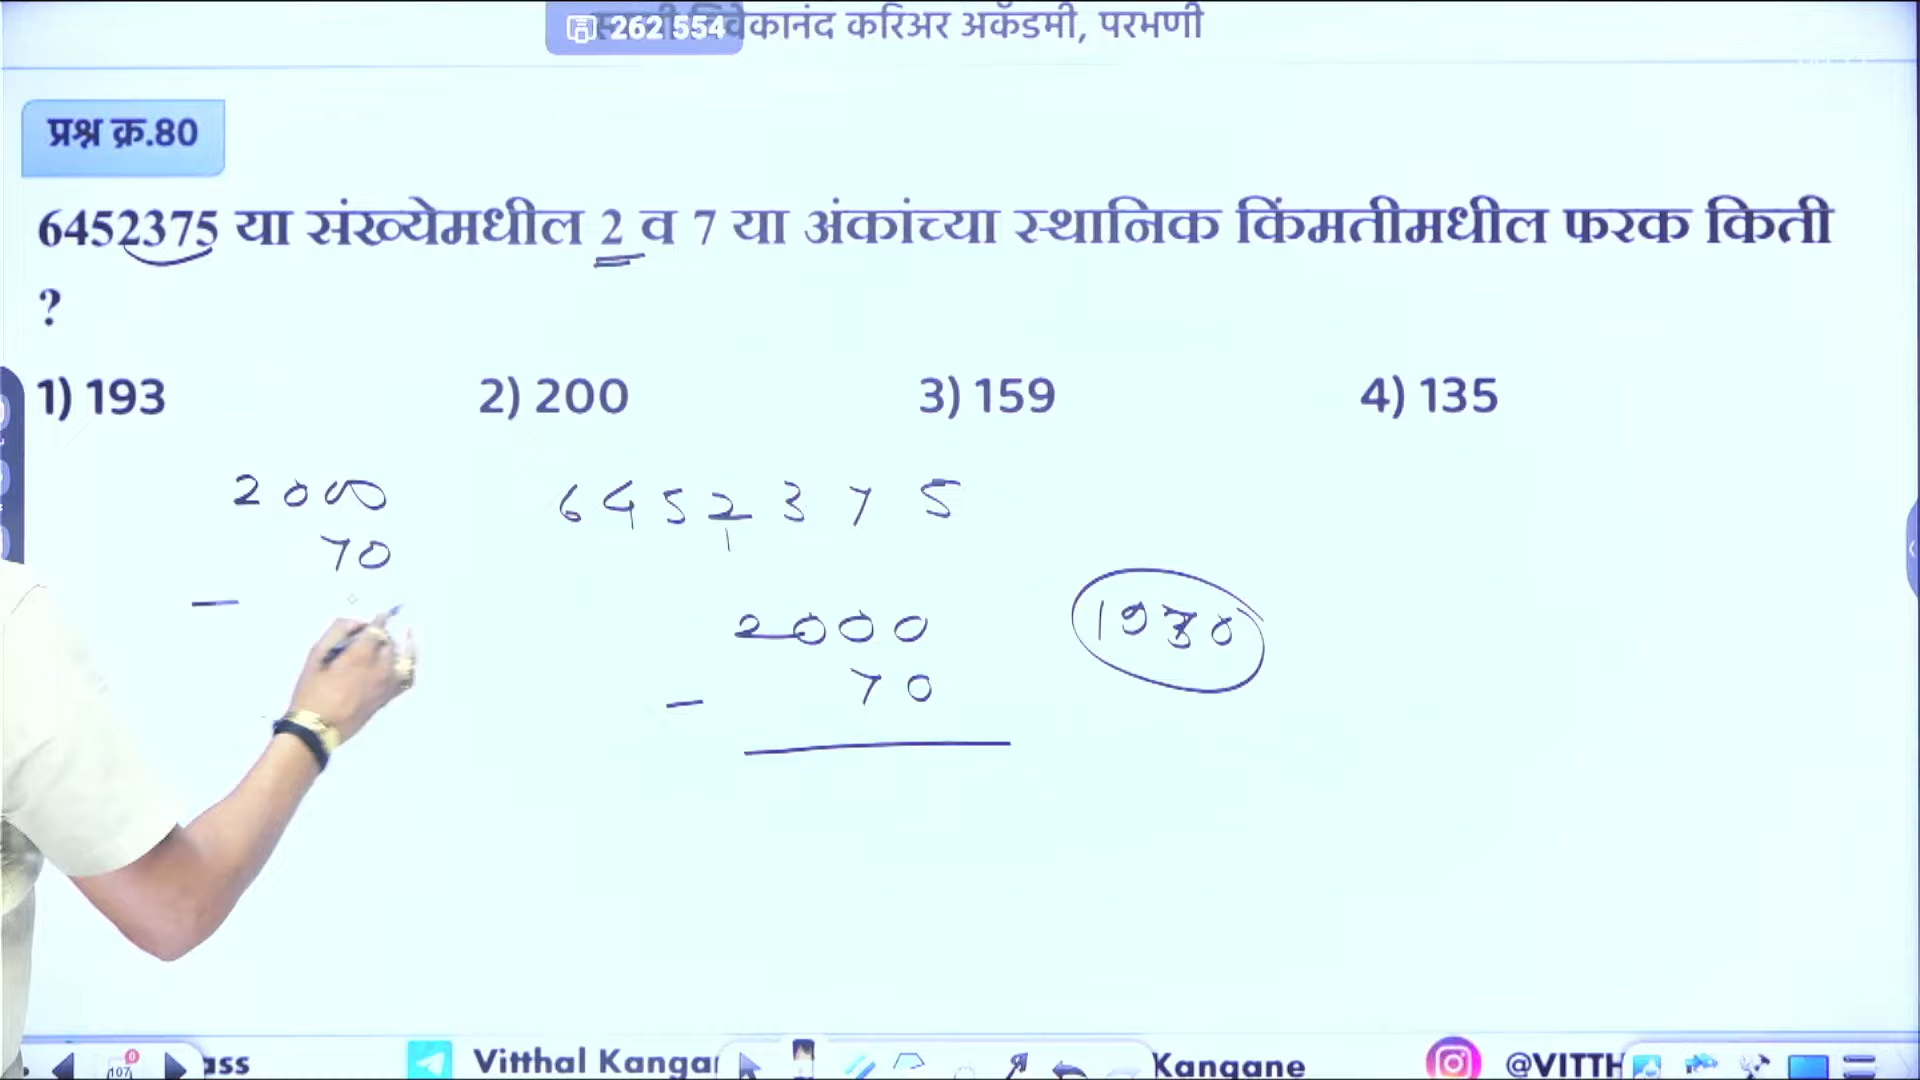 262 554 वेकानंद करिअर अकॅडमी, परभणी
प्रश्न क्र.80
6452375 या संख्येमधील 2 व 7 या अंकांच्या स्थानिक किंमतीमधील फरक किती
?
1) 193 2) 200 3) 159 4) 135
2000 6452375
70
2000 1930
70
Vitthal Kangane Kangane @VITTH
107